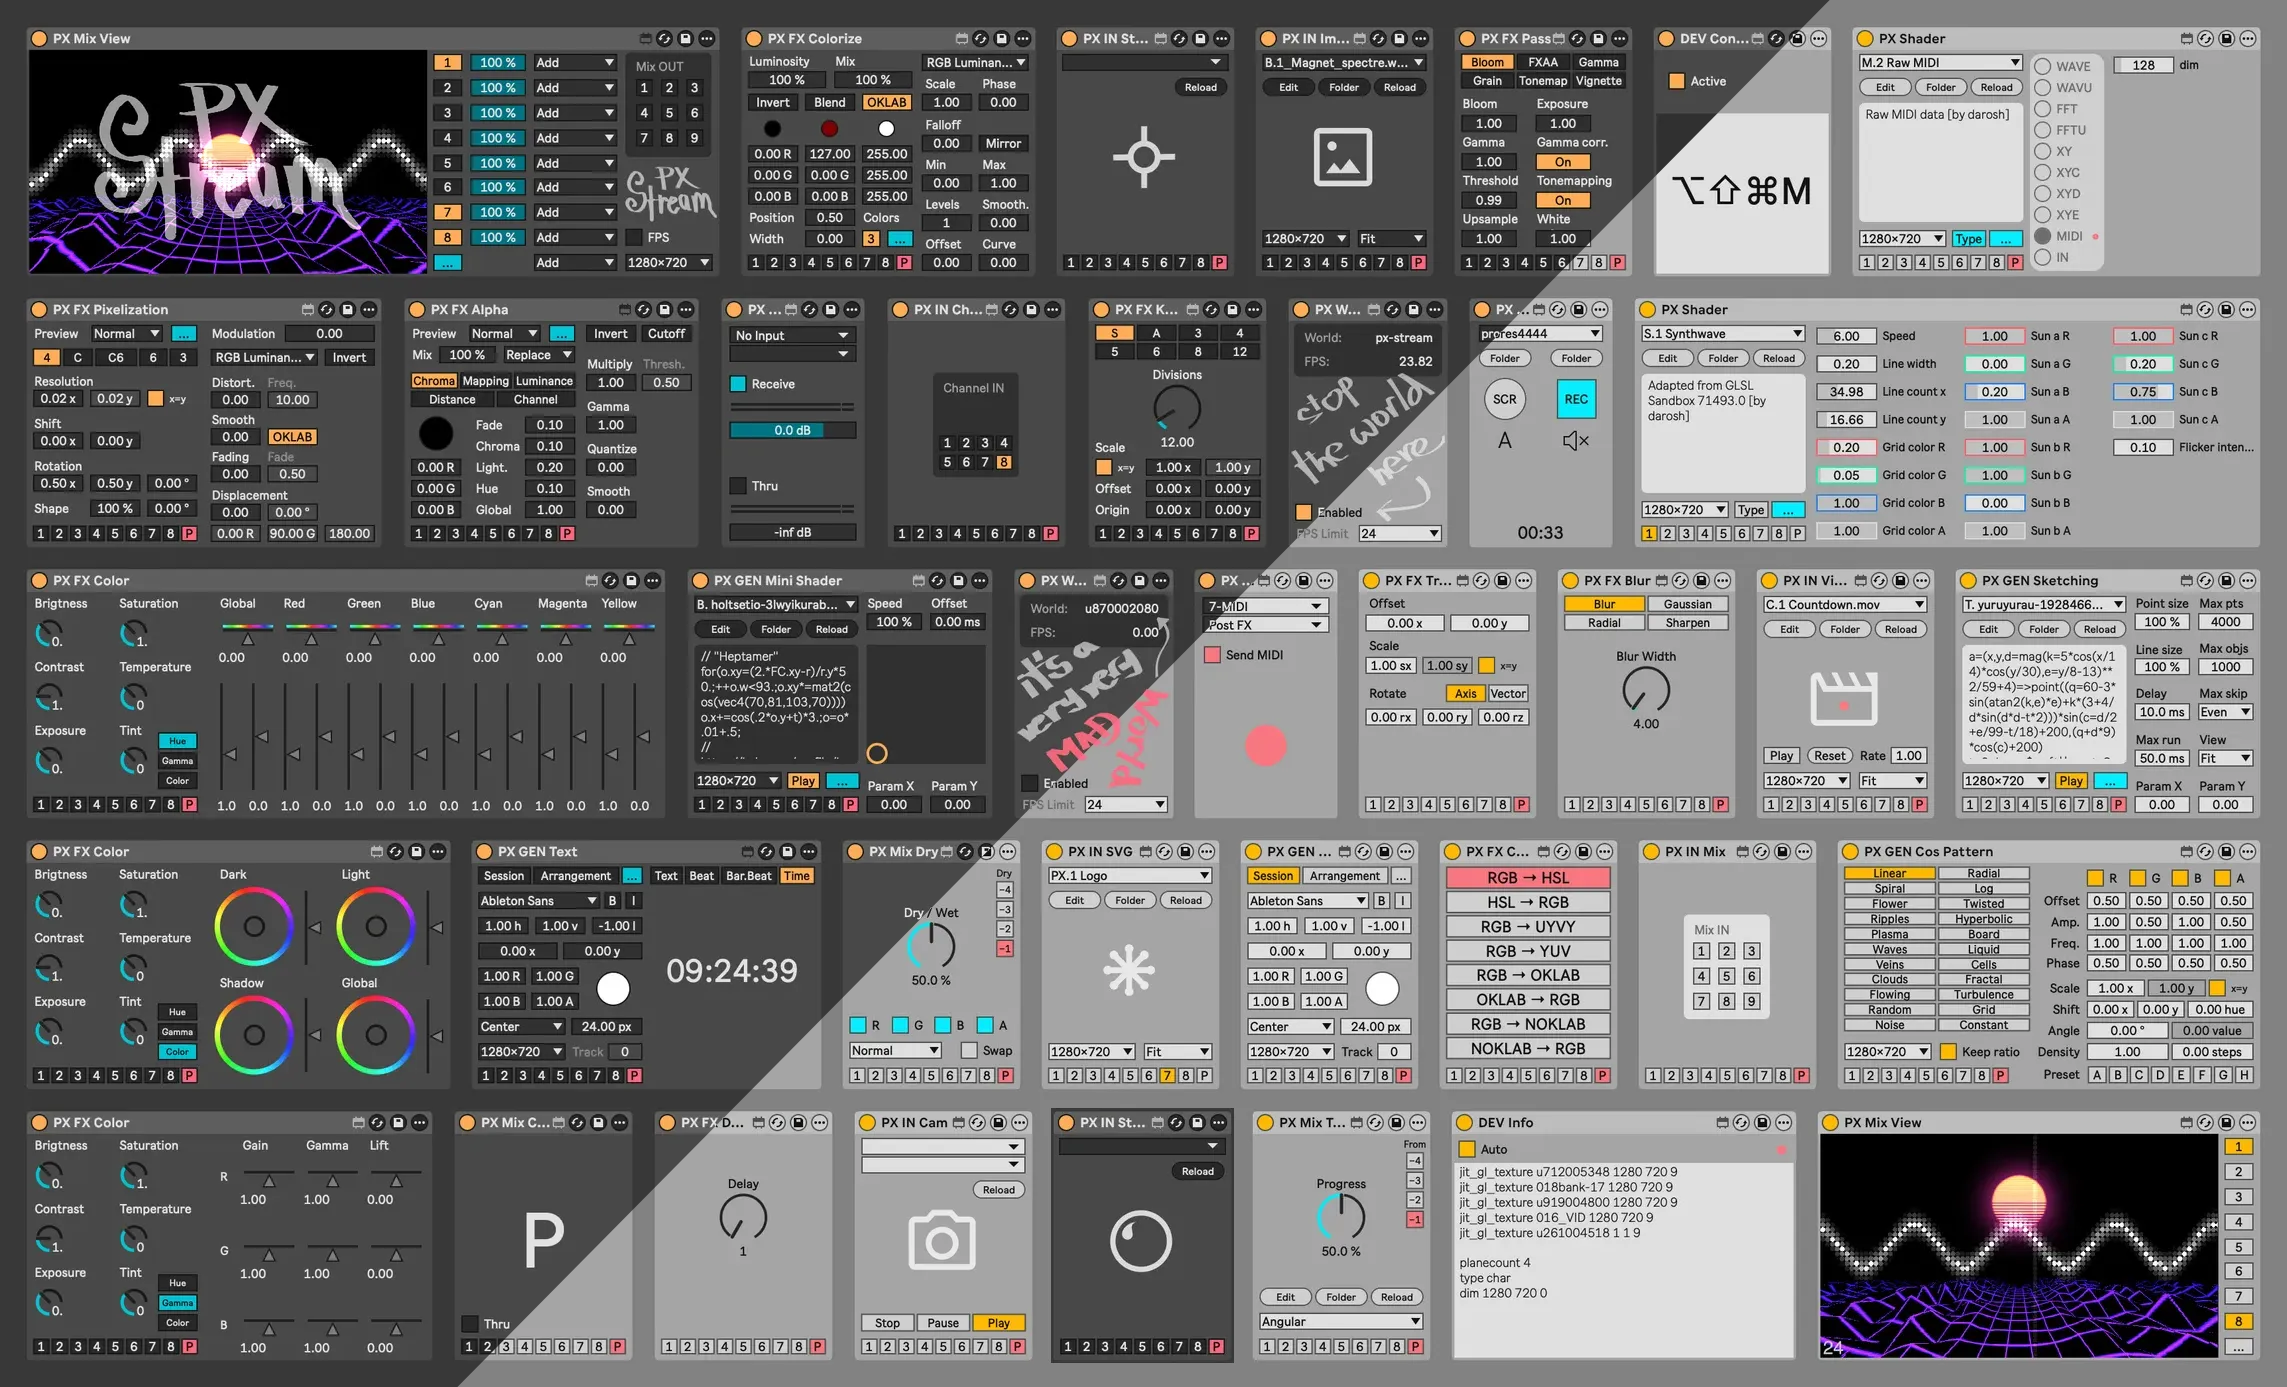 PX Mix View
PX Stream
1 100 % Add
2 100 % Add
3 100 % Add
4 100 % Add
5 100 % Add
6 100 % Add
7 100 % Add
8 100 % Add
... Add
Mix OUT
1 2 3
4 5 6
7 8 9
PX Stream
FPS
1280×720
PX FX Colorize
Luminosity Mix RGB Luminan...
100 % 100 % Scale Phase
Invert Blend OKLAB 1.00 0.00
Falloff
0.00 Mirror
0.00 R 127.00 255.00
Min Max
0.00 G 0.00 G 255.00
0.00 1.00
0.00 B 0.00 B 255.00
Levels Smooth.
Position 0.50 Colors 1 0.00
Width 0.00 3 ... Offset Curve
1 2 3 4 5 6 7 8 P 0.00 0.00
PX IN St...
Reload
1 2 3 4 5 6 7 8 P
PX IN Im...
B.1_Magnet_spectre.w...
Edit Folder Reload
1280×720 Fit
1 2 3 4 5 6 7 8 P
PX FX Pass
Bloom FXAA Gamma
Grain Tonemap Vignette
Bloom Exposure
1.00 1.00
Gamma Gamma corr.
1.00 On
Threshold Tonemapping
0.99 On
Upsample White
1.00 1.00
1 2 3 4 5 6 7 8 P
DEV Con...
Active
⌥⇧⌘M
PX Shader
M.2 Raw MIDI
Edit Folder Reload
Raw MIDI data [by darosh]
1280×720 Type ...
1 2 3 4 5 6 7 8 P
WAVE
WAVU
FFT
FFTU
XY
XYC
XYD
XYE
MIDI
IN
128 dim
PX FX Pixelization
Preview Normal ... Modulation 0.00
4 C C6 6 3 RGB Luminan... Invert
Resolution Distort. Freq.
0.02 x 0.02 y x=y 0.00 10.00
Shift Smooth
0.00 x 0.00 y 0.00 OKLAB
Rotation Fading Fade
0.50 x 0.50 y 0.00 ° 0.00 0.50
Displacement
Shape 100 % 0.00 ° 0.00 0.00 °
1 2 3 4 5 6 7 8 P 0.00 R 90.00 G 180.00
PX FX Alpha
Preview Normal ... Invert Cutoff
Mix 100 % Replace Multiply Thresh.
Chroma Mapping Luminance 1.00 0.50
Distance Channel
Gamma
Fade 0.10 1.00
Chroma 0.10 Quantize
0.00 R Light. 0.20 0.00
0.00 G Hue 0.10 Smooth
0.00 B Global 1.00 0.00
1 2 3 4 5 6 7 8 P
PX ...
No Input
Receive
0.0 dB
Thru
-inf dB
PX IN Ch...
Channel IN
1 2 3 4
5 6 7 8
1 2 3 4 5 6 7 8 P
PX FX K...
S A 3 4
5 6 8 12
Divisions
12.00
Scale
x=y 1.00 x 1.00 y
Offset 0.00 x 0.00 y
Origin 0.00 x 0.00 y
1 2 3 4 5 6 7 8 P
PX W...
World: px-stream
FPS: 23.82
stop
the world
here
Enabled
FPS Limit 24
PX ...
prores4444
Folder Folder
SCR REC
A
00:33
PX Shader
S.1 Synthwave
Edit Folder Reload
Adapted from GLSL
Sandbox 71493.0 [by
darosh]
1280×720 Type ...
1 2 3 4 5 6 7 8 P
6.00 Speed 1.00 Sun a R 1.00 Sun c R
0.20 Line width 0.00 Sun a G 0.20 Sun c G
34.98 Line count x 0.20 Sun a B 0.75 Sun c B
16.66 Line count y 1.00 Sun a A 1.00 Sun c A
0.20 Grid color R 1.00 Sun b R 0.10 Flicker inten...
0.05 Grid color G 1.00 Sun b G
1.00 Grid color B 0.00 Sun b B
1.00 Grid color A 1.00 Sun b A
PX FX Color
Brigtness Saturation Global Red Green Blue Cyan Magenta Yellow
0. 1.
0.00 0.00 0.00 0.00 0.00 0.00 0.00
Contrast Temperature
1. 0
Exposure Tint Hue
0. 0 Gamma
Color
1 2 3 4 5 6 7 8 P 1.0 0.0 1.0 0.0 1.0 0.0 1.0 0.0 1.0 0.0 1.0 0.0 1.0 0.0
PX GEN Mini Shader
B. holtsetio-3lwyikurab... Speed Offset
Edit Folder Reload 100 % 0.00 ms
// "Heptamer"
for(o.xy=(2.*FC.xy-r)/r.y*5
0.;++o.w<93.;o.xy*=mat2(c
os(vec4(70,81,103,70))))
o.x+=cos(.2*o.y+t)*3.;o=o*
.01+.5;
//
1280×720 Play ... Param X Param Y
1 2 3 4 5 6 7 8 P 0.00 0.00
PX W...
World: u870002080
FPS: 0.00
it's a
very very
MAD
World
Enabled
FPS Limit 24
PX ...
7-MIDI
Post FX
Send MIDI
PX FX Tr...
Offset
0.00 x 0.00 y
Scale
1.00 sx 1.00 sy x=y
Rotate Axis Vector
0.00 rx 0.00 ry 0.00 rz
1 2 3 4 5 6 7 8 P
PX FX Blur
Blur Gaussian
Radial Sharpen
Blur Width
4.00
1 2 3 4 5 6 7 8 P
PX IN Vi...
C.1 Countdown.mov
Edit Folder Reload
Play Reset Rate 1.00
1280×720 Fit
1 2 3 4 5 6 7 8 P
PX GEN Sketching
T. yuruyurau-1928466... Point size Max pts
Edit Folder Reload 100 % 4000
a=(x,y,d=mag(k=5*cos(x/1
4)*cos(y/30),e=y/8-13)**
2/59+4)=>point((q=60-3*
sin(atan2(k,e)*e)+k*(3+4/
d*sin(d*d-t*2)))*sin(c=d/2
+e/99-t/18)+200,(q+d*9)
*cos(c)+200)
Line size Max objs
100 % 1000
Delay Max skip
10.0 ms Even
Max run View
50.0 ms Fit
1280×720 Play ... Param X Param Y
1 2 3 4 5 6 7 8 P 0.00 0.00
PX FX Color
Brigtness Saturation Dark Light
0. 1.
Contrast Temperature
1. 0
Shadow Global
Exposure Tint Hue
0. 0 Gamma
Color
1 2 3 4 5 6 7 8 P
PX GEN Text
Session Arrangement ... Text Beat Bar.Beat Time
Ableton Sans B I
1.00 h 1.00 v -1.00 l
0.00 x 0.00 y
1.00 R 1.00 G
1.00 B 1.00 A
09:24:39
Center 24.00 px
1280×720 Track 0
1 2 3 4 5 6 7 8 P
PX Mix Dry
Dry
-4
-3
-2
-1
Dry / Wet
50.0 %
R G B A
Normal Swap
1 2 3 4 5 6 7 8 P
PX IN SVG
PX.1 Logo
Edit Folder Reload
1280×720 Fit
1 2 3 4 5 6 7 8 P
PX GEN ...
Session Arrangement ...
Ableton Sans B I
1.00 h 1.00 v -1.00 l
0.00 x 0.00 y
1.00 R 1.00 G
1.00 B 1.00 A
Center 24.00 px
1280×720 Track 0
1 2 3 4 5 6 7 8 P
PX FX C...
RGB → HSL
HSL → RGB
RGB → UYVY
RGB → YUV
RGB → OKLAB
OKLAB → RGB
RGB → NOKLAB
NOKLAB → RGB
1 2 3 4 5 6 7 8 P
PX IN Mix
Mix IN
1 2 3
4 5 6
7 8 9
1 2 3 4 5 6 7 8 P
PX GEN Cos Pattern
Linear Radial
Spiral Log
Flower Twisted
Ripples Hyperbolic
Plasma Board
Waves Liquid
Veins Cells
Clouds Fractal
Flowing Turbulence
Random Grid
Noise Constant
1280×720 Keep ratio
1 2 3 4 5 6 7 8 P
R G B A
Offset 0.50 0.50 0.50 0.50
Amp. 1.00 0.50 1.00 0.50
Freq. 1.00 1.00 1.00 1.00
Phase 0.50 0.50 0.50 0.50
Scale 1.00 x 1.00 y x=y
Shift 0.00 x 0.00 y 0.00 hue
Angle 0.00 ° 0.00 value
Density 1.00 0.00 steps
Preset A B C D E F G H
PX FX Color
Brigtness Saturation Gain Gamma Lift
0. 1. R
1.00 1.00 0.00
Contrast Temperature
1. 0 G
1.00 1.00 0.00
Exposure Tint Hue
0. 0 Gamma
Color B
1 2 3 4 5 6 7 8 P 1.00 1.00 0.00
PX Mix C...
P
Thru
1 2 3 4 5 6 7 8 P
PX FX D...
Delay
1
1 2 3 4 5 6 7 8 P
PX IN Cam
Reload
Stop Pause Play
1 2 3 4 5 6 7 8 P
PX IN St...
Reload
1 2 3 4 5 6 7 8 P
PX Mix T...
From
-4
-3
-2
-1
Progress
50.0 %
Edit Folder Reload
Angular
1 2 3 4 5 6 7 8 P
DEV Info
Auto
jit_gl_texture u712005348 1280 720 9
jit_gl_texture 018bank-17 1280 720 9
jit_gl_texture u919004800 1280 720 9
jit_gl_texture 016_VID 1280 720 9
jit_gl_texture u261004518 1 1 9
planecount 4
type char
dim 1280 720 0
PX Mix View
24
1
2
3
4
5
6
7
8
...